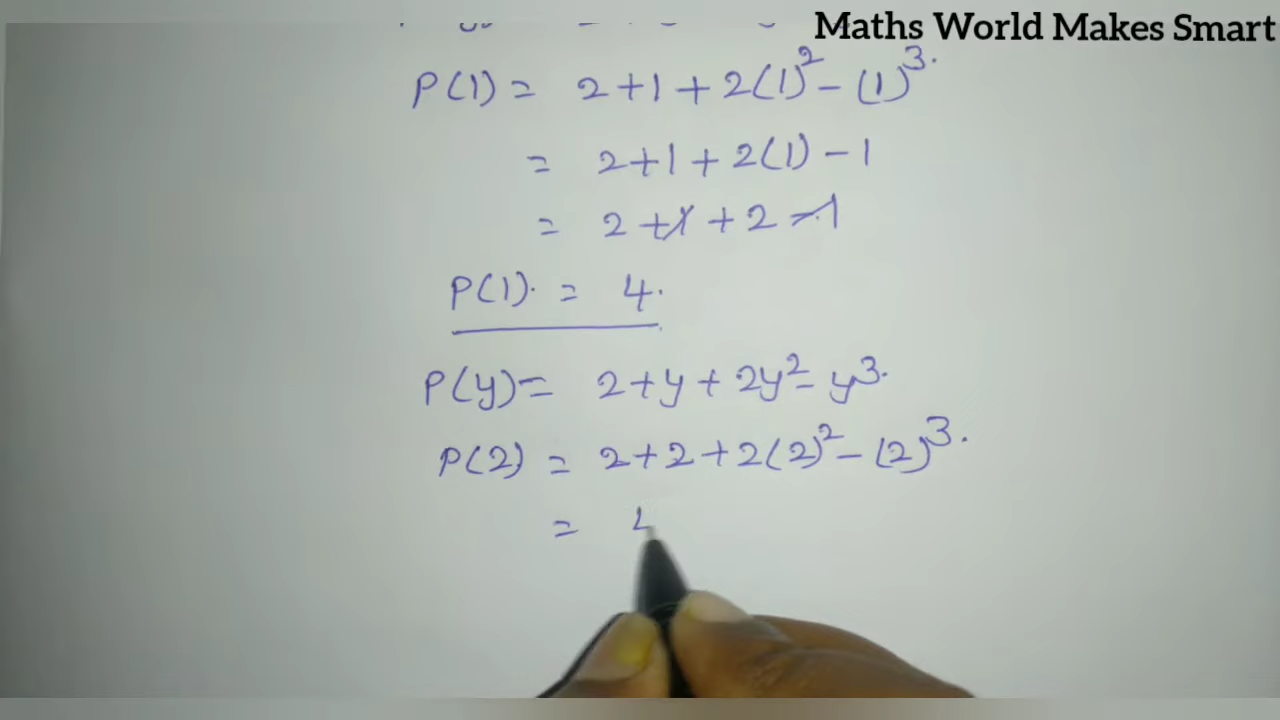 Maths World Makes Smart
P(1) = 2+1+2(1)²-(1)³.
= 2+1+2(1)-1
= 2+1+2-1
P(1). = 4.
P(y)= 2+y+2y²-y³.
P(2) = 2+2+2(2)²-(2)³.
= 4